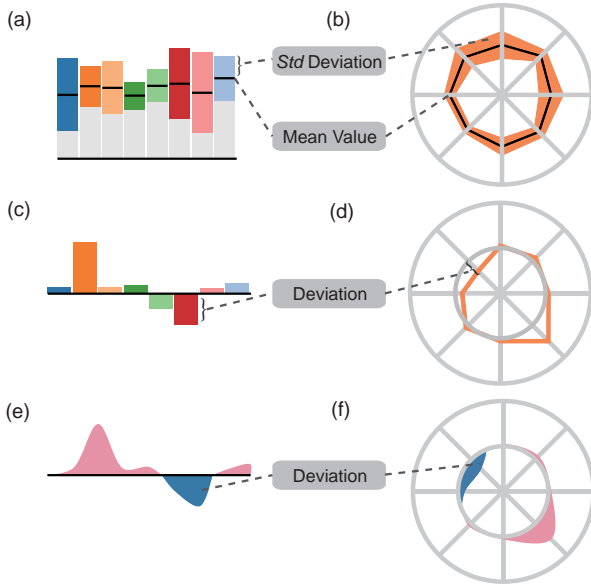 (a)
(b)
Std Deviation
Mean Value
(c)
(d)
Deviation
(e)
(f)
Deviation